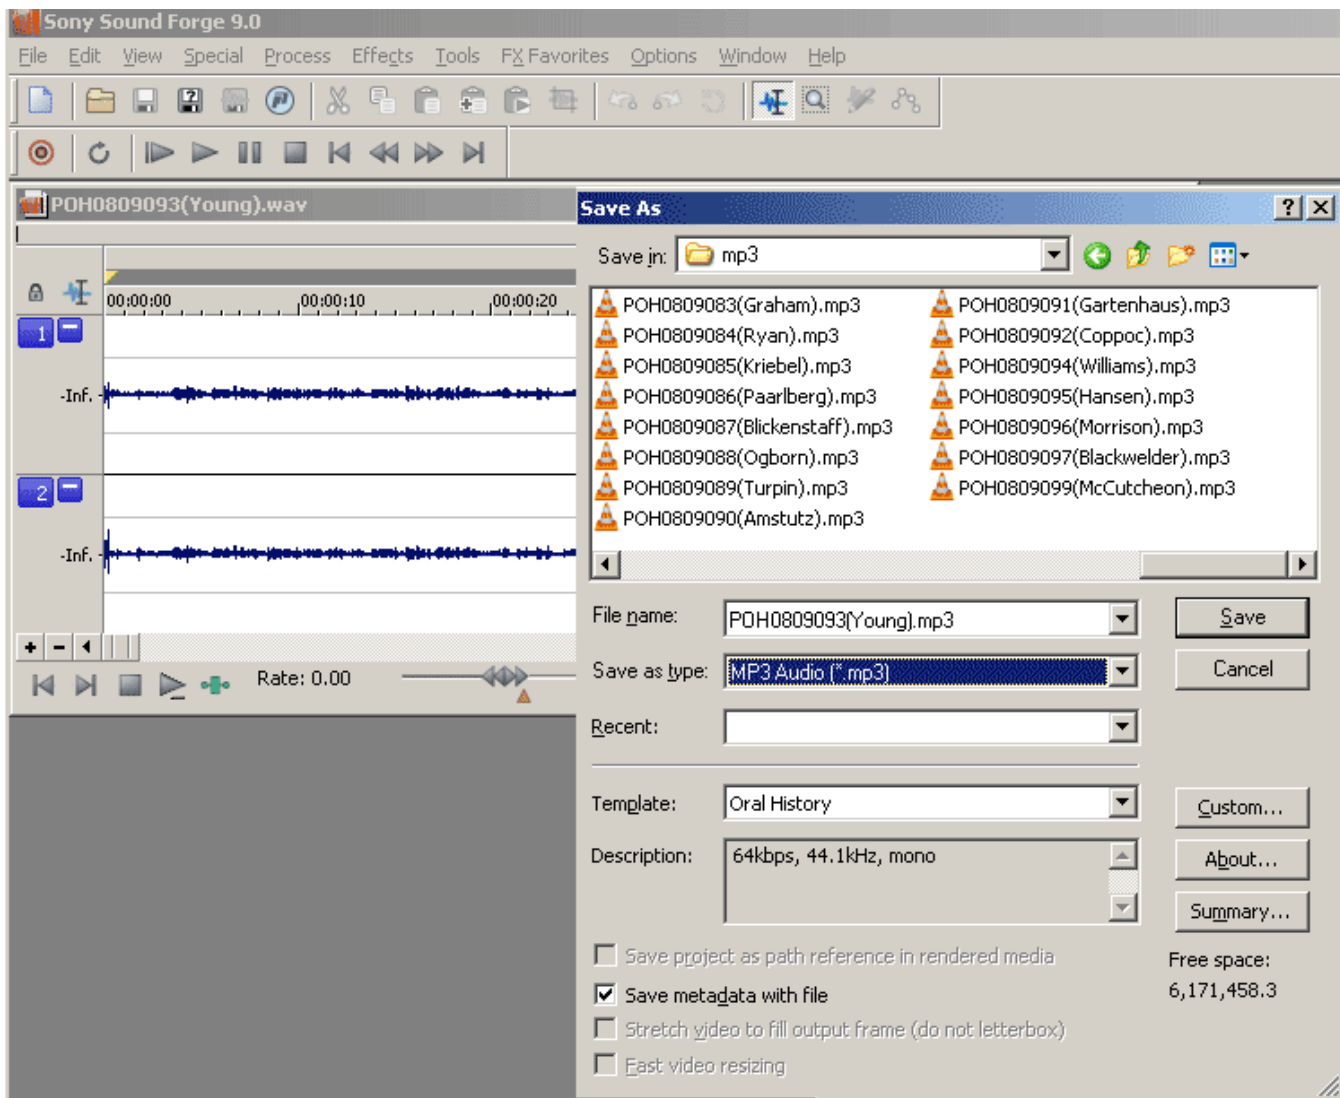 Sony Sound Forge 9.0
File Edit View Special Process Effects Tools FX Favorites Options Window Help
POH0809093(Young).wav
00:00:00 ,00:00:10 ,00:00:20
1
-Inf.
2
-Inf.
Rate: 0.00
Save As
Save in: mp3
POH0809083(Graham).mp3
POH0809084(Ryan).mp3
POH0809085(Kriebel).mp3
POH0809086(Paarlberg).mp3
POH0809087(Blickenstaff).mp3
POH0809088(Ogborn).mp3
POH0809089(Turpin).mp3
POH0809090(Amstutz).mp3
POH0809091(Gartenhaus).mp3
POH0809092(Coppoc).mp3
POH0809094(Williams).mp3
POH0809095(Hansen).mp3
POH0809096(Morrison).mp3
POH0809097(Blackwelder).mp3
POH0809099(McCutcheon).mp3
File name: POH0809093(Young).mp3 Save
Save as type: MP3 Audio (*.mp3) Cancel
Recent:
Template: Oral History Custom...
Description: 64kbps, 44.1kHz, mono About...
Summary...
Save project as path reference in rendered media
Free space:
Save metadata with file
6,171,458.3
Stretch video to fill output frame (do not letterbox)
Fast video resizing